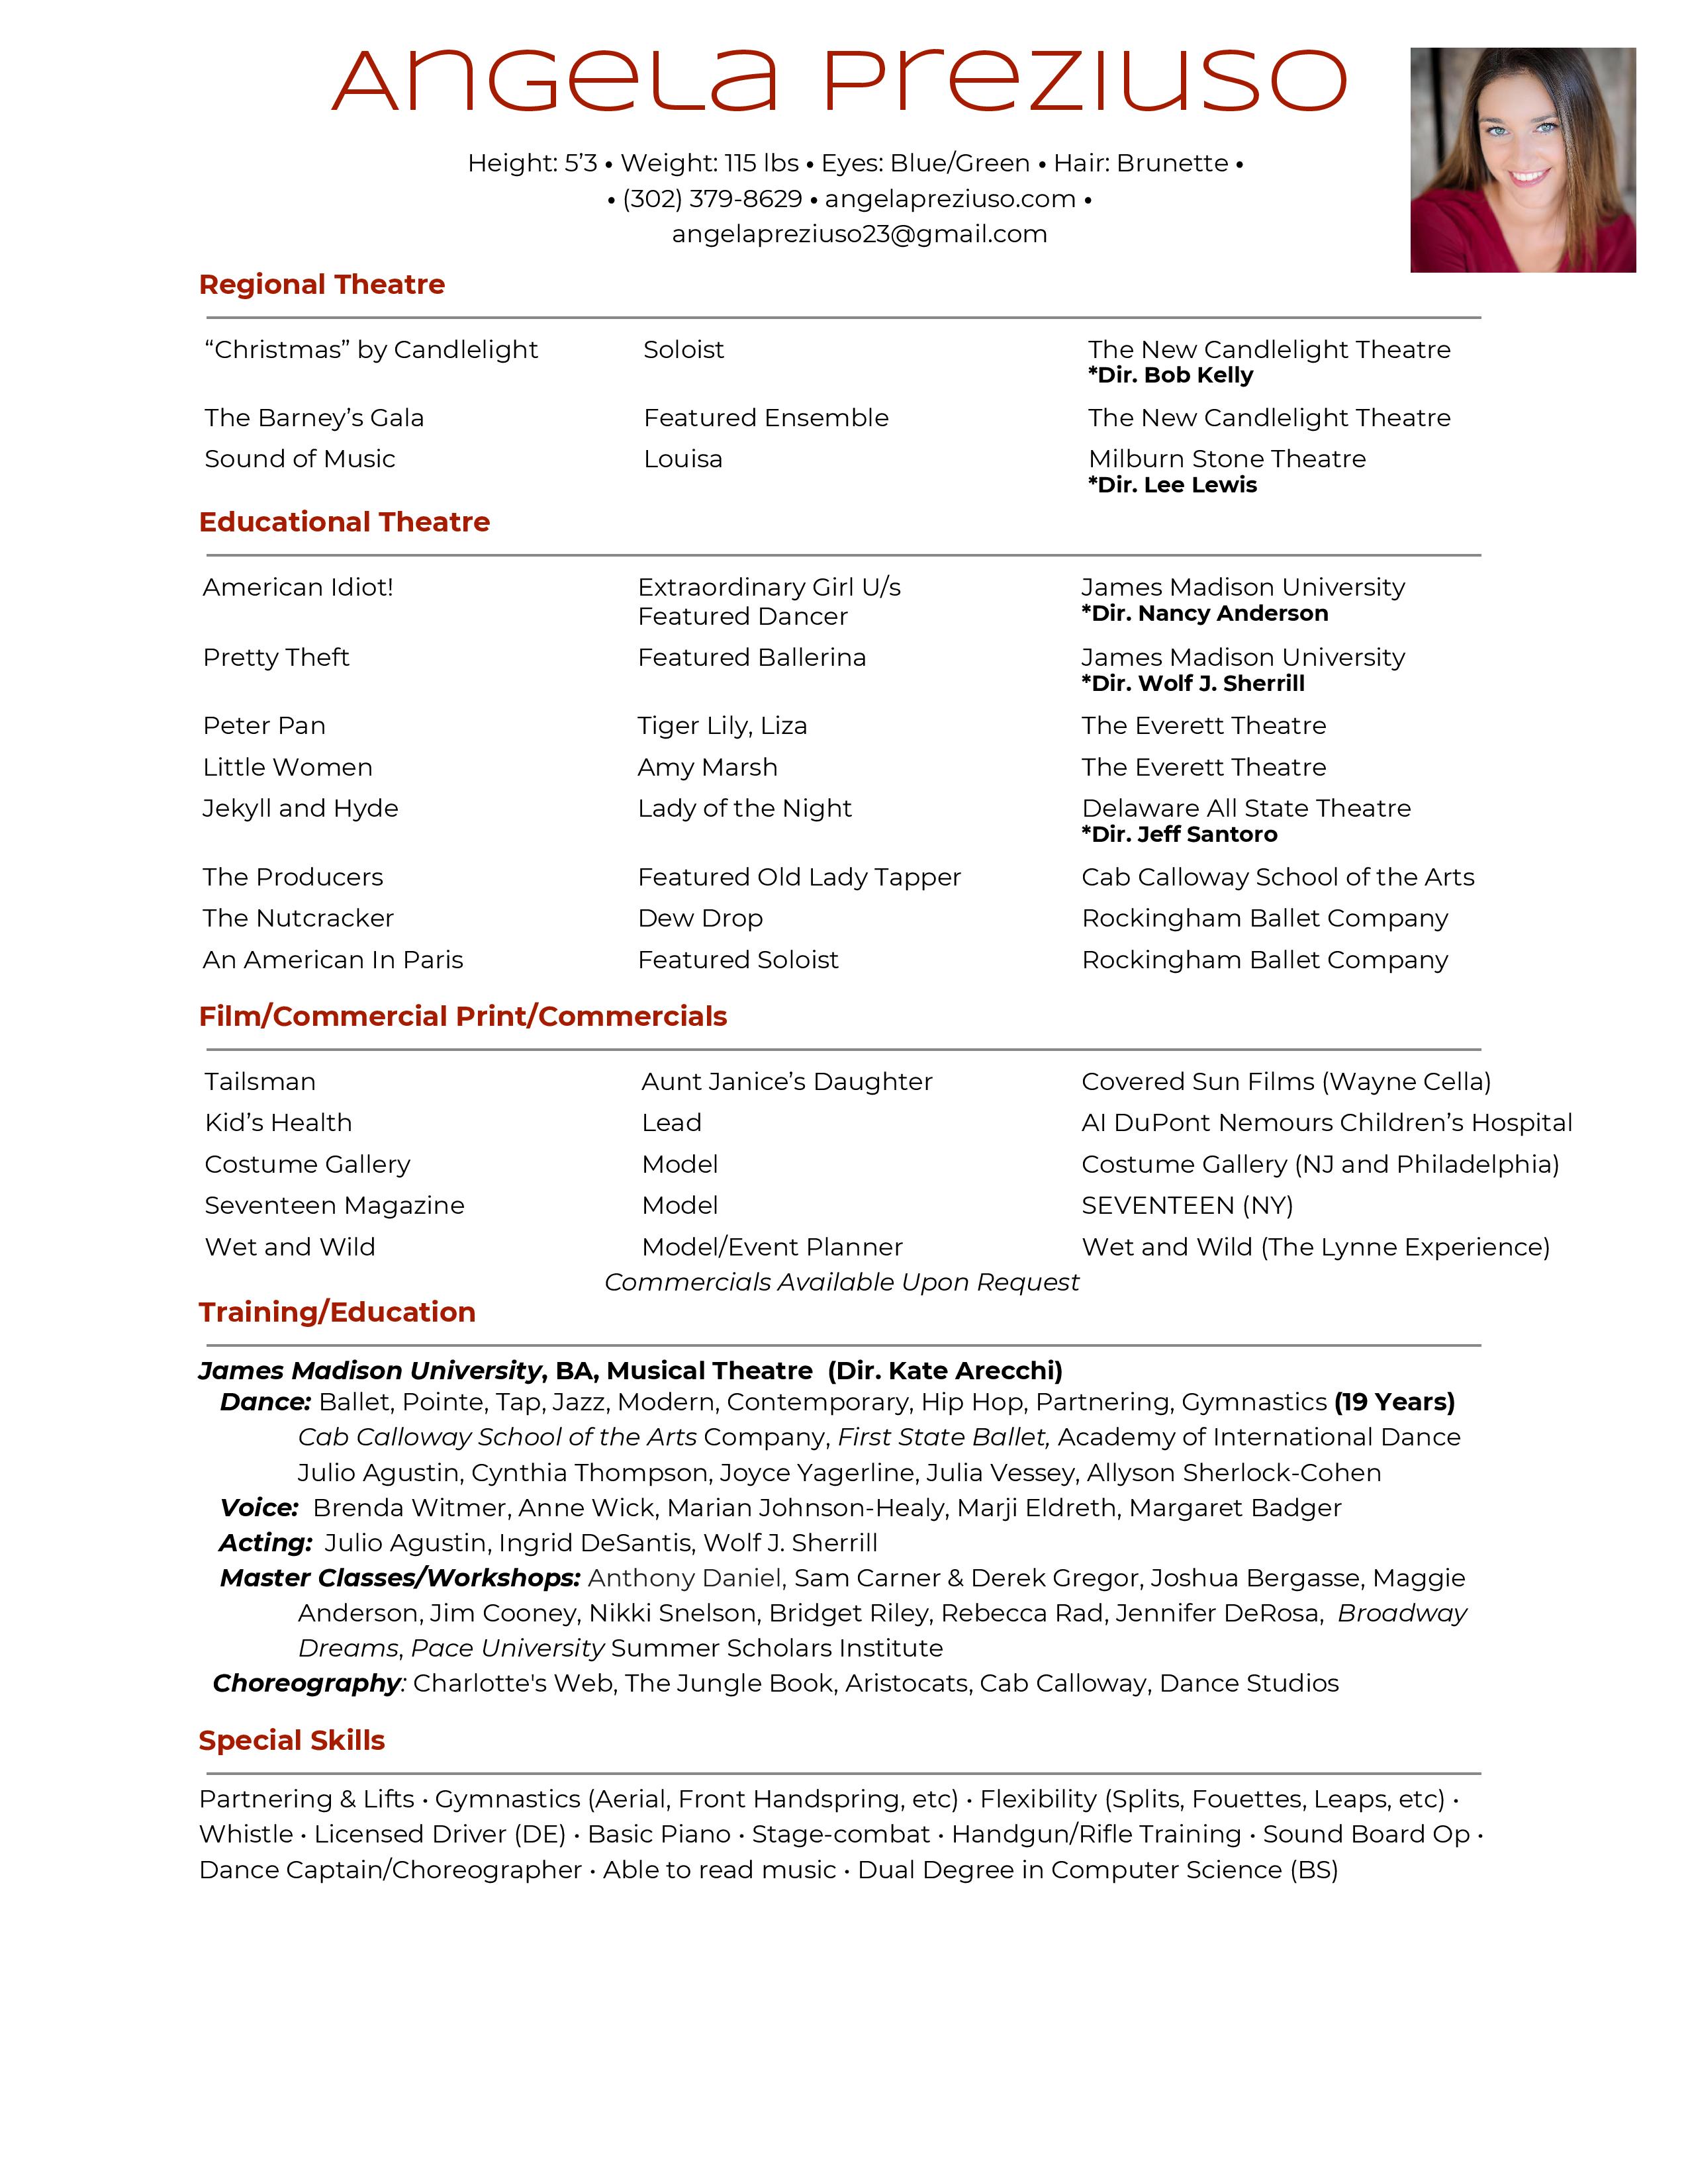 Angela Preziuso
Height: 5’3 • Weight: 115 lbs • Eyes: Blue/Green • Hair: Brunette •
• (302) 379-8629 • angelapreziuso.com •
angelapreziuso23@gmail.com
Regional Theatre
“Christmas” by Candlelight Soloist The New Candlelight Theatre
*Dir. Bob Kelly
The Barney’s Gala Featured Ensemble The New Candlelight Theatre
Sound of Music Louisa Milburn Stone Theatre
*Dir. Lee Lewis
Educational Theatre
American Idiot! Extraordinary Girl U/s James Madison University
Featured Dancer *Dir. Nancy Anderson
Pretty Theft Featured Ballerina James Madison University
*Dir. Wolf J. Sherrill
Peter Pan Tiger Lily, Liza The Everett Theatre
Little Women Amy Marsh The Everett Theatre
Jekyll and Hyde Lady of the Night Delaware All State Theatre
*Dir. Jeff Santoro
The Producers Featured Old Lady Tapper Cab Calloway School of the Arts
The Nutcracker Dew Drop Rockingham Ballet Company
An American In Paris Featured Soloist Rockingham Ballet Company
Film/Commercial Print/Commercials
Tailsman Aunt Janice’s Daughter Covered Sun Films (Wayne Cella)
Kid’s Health Lead AI DuPont Nemours Children’s Hospital
Costume Gallery Model Costume Gallery (NJ and Philadelphia)
Seventeen Magazine Model SEVENTEEN (NY)
Wet and Wild Model/Event Planner Wet and Wild (The Lynne Experience)
Commercials Available Upon Request
Training/Education
James Madison University, BA, Musical Theatre (Dir. Kate Arecchi)
Dance: Ballet, Pointe, Tap, Jazz, Modern, Contemporary, Hip Hop, Partnering, Gymnastics (19 Years)
Cab Calloway School of the Arts Company, First State Ballet, Academy of International Dance
Julio Agustin, Cynthia Thompson, Joyce Yagerline, Julia Vessey, Allyson Sherlock-Cohen
Voice: Brenda Witmer, Anne Wick, Marian Johnson-Healy, Marji Eldreth, Margaret Badger
Acting: Julio Agustin, Ingrid DeSantis, Wolf J. Sherrill
Master Classes/Workshops: Anthony Daniel, Sam Carner & Derek Gregor, Joshua Bergasse, Maggie
Anderson, Jim Cooney, Nikki Snelson, Bridget Riley, Rebecca Rad, Jennifer DeRosa, Broadway
Dreams, Pace University Summer Scholars Institute
Choreography: Charlotte's Web, The Jungle Book, Aristocats, Cab Calloway, Dance Studios
Special Skills
Partnering & Lifts · Gymnastics (Aerial, Front Handspring, etc) · Flexibility (Splits, Fouettes, Leaps, etc) ·
Whistle · Licensed Driver (DE) · Basic Piano · Stage-combat · Handgun/Rifle Training · Sound Board Op ·
Dance Captain/Choreographer · Able to read music · Dual Degree in Computer Science (BS)